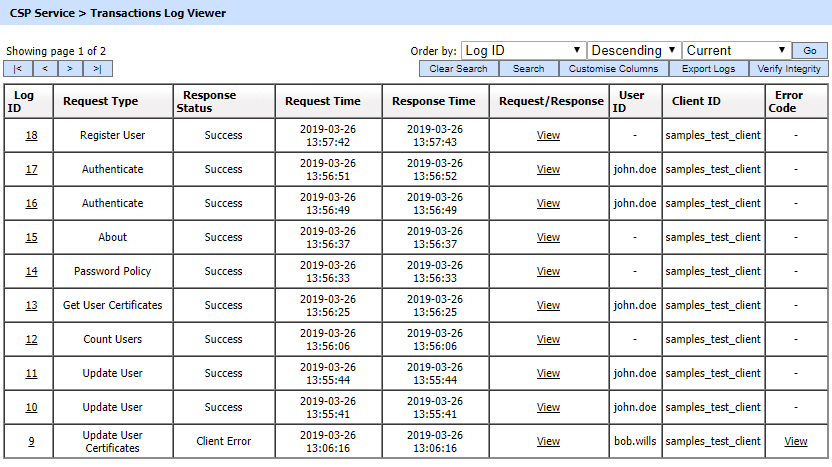 CSP Service > Transactions Log Viewer
Showing page 1 of 2
Order by: Log ID Descending Current Go
|< < > >| Clear Search Search Customise Columns Export Logs Verify Integrity
Log ID Request Type Response Status Request Time Response Time Request/Response User ID Client ID Error Code
18 Register User Success 2019-03-26 13:57:42 2019-03-26 13:57:43 View - samples_test_client -
17 Authenticate Success 2019-03-26 13:56:51 2019-03-26 13:56:52 View john.doe samples_test_client -
16 Authenticate Success 2019-03-26 13:56:49 2019-03-26 13:56:49 View john.doe samples_test_client -
15 About Success 2019-03-26 13:56:37 2019-03-26 13:56:37 View - samples_test_client -
14 Password Policy Success 2019-03-26 13:56:33 2019-03-26 13:56:33 View - samples_test_client -
13 Get User Certificates Success 2019-03-26 13:56:25 2019-03-26 13:56:25 View john.doe samples_test_client -
12 Count Users Success 2019-03-26 13:56:06 2019-03-26 13:56:06 View - samples_test_client -
11 Update User Success 2019-03-26 13:55:44 2019-03-26 13:55:44 View john.doe samples_test_client -
10 Update User Success 2019-03-26 13:55:41 2019-03-26 13:55:41 View john.doe samples_test_client -
9 Update User Certificates Client Error 2019-03-26 13:06:16 2019-03-26 13:06:16 View bob.wills samples_test_client View